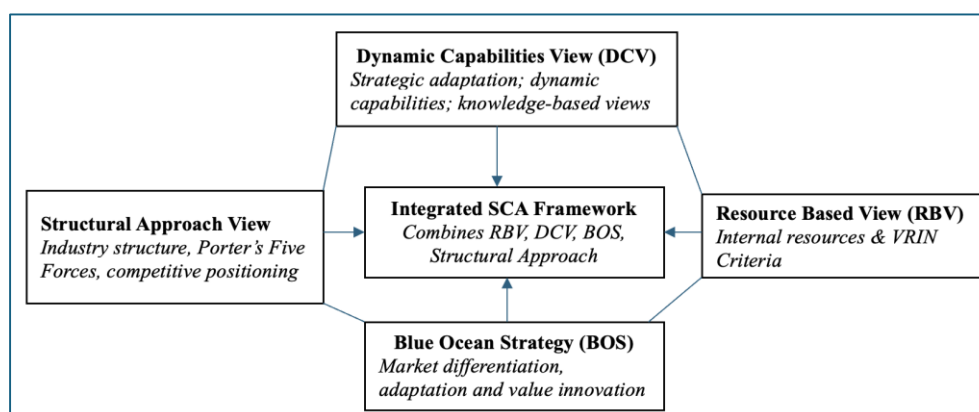 Dynamic Capabilities View (DCV)
Strategic adaptation; dynamic
capabilities; knowledge-based views
Structural Approach View
Industry structure, Porter's Five
Forces, competitive positioning
Integrated SCA Framework
Combines RBV, DCV, BOS,
Structural Approach
Resource Based View (RBV)
Internal resources & VRIN
Criteria
Blue Ocean Strategy (BOS)
Market differentiation,
adaptation and value innovation